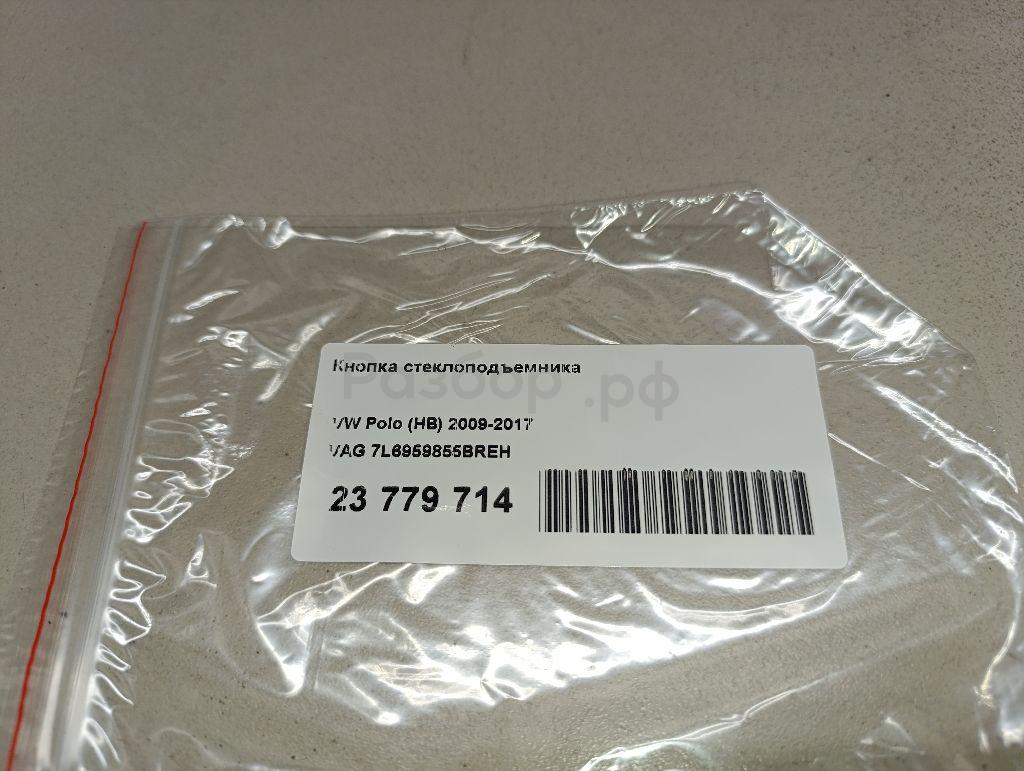 Кнопка стеклоподъемника
Разбор.рф
VW Polo (HB) 2009-2017
VAG 7L6959855BREH
23 779 714